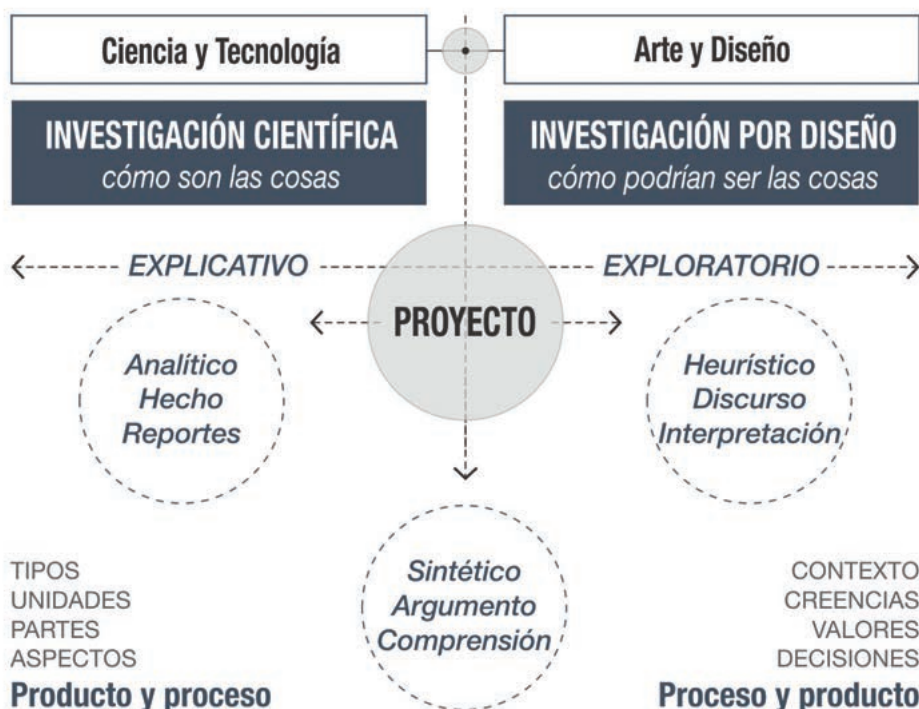 Ciencia y Tecnología
Arte y Diseño
INVESTIGACIÓN CIENTÍFICA
cómo son las cosas
INVESTIGACIÓN POR DISEÑO
cómo podrían ser las cosas
EXPLICATIVO
EXPLORATORIO
PROYECTO
Analítico
Hecho
Reportes
Heurístico
Discurso
Interpretación
Sintético
Argumento
Comprensión
TIPOS
UNIDADES
PARTES
ASPECTOS
Producto y proceso
CONTEXTO
CREENCIAS
VALORES
DECISIONES
Proceso y producto